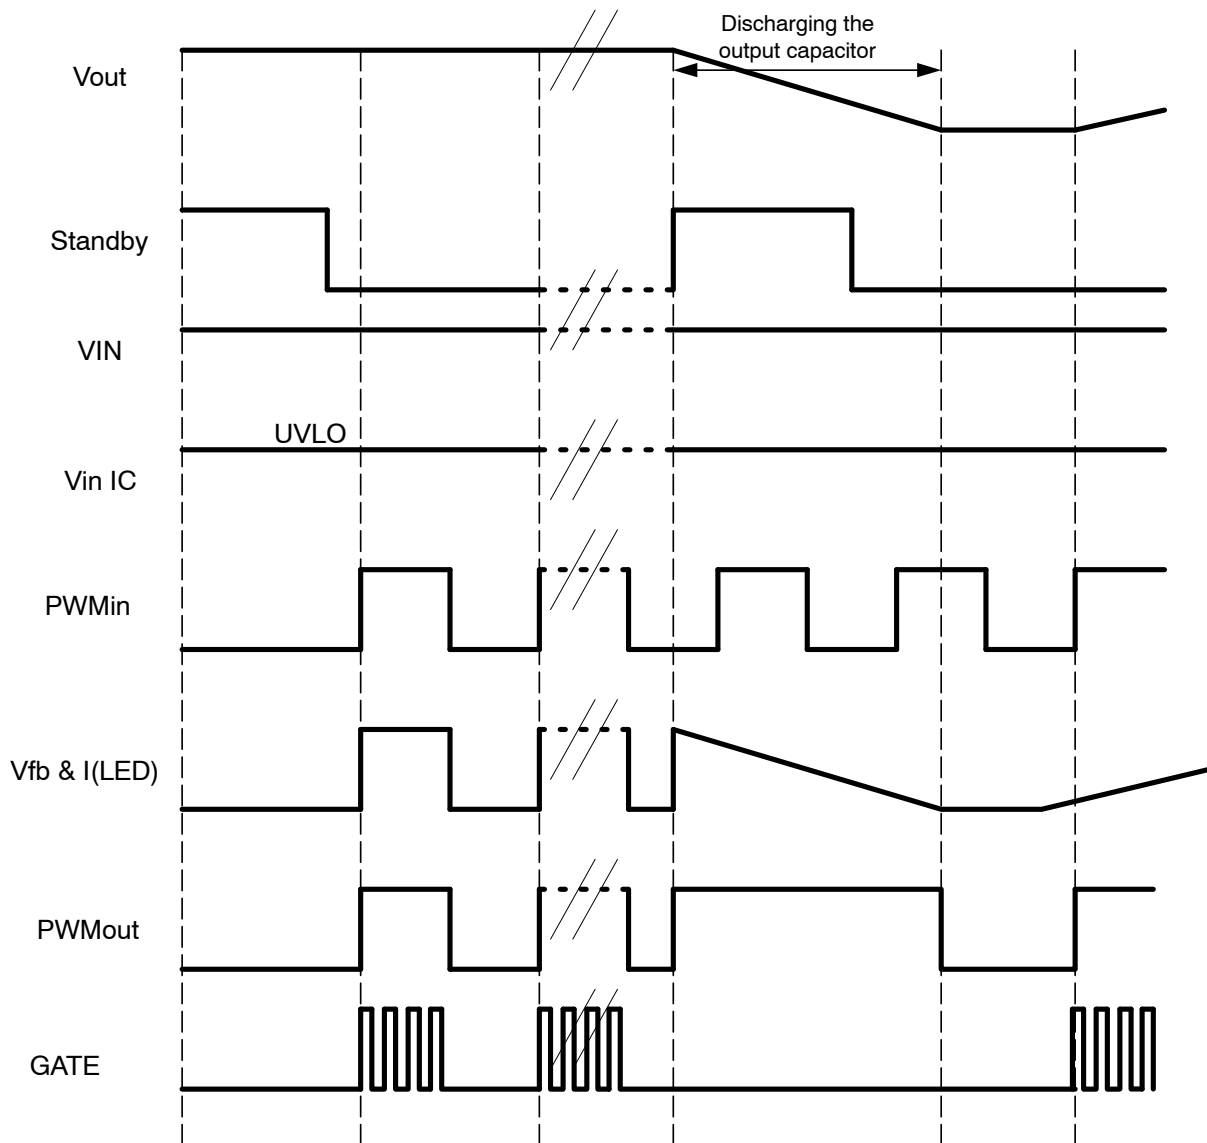 Discharging the
output capacitor
Vout
Standby
VIN
UVLO
Vin IC
PWMin
Vfb & I(LED)
PWMout
GATE